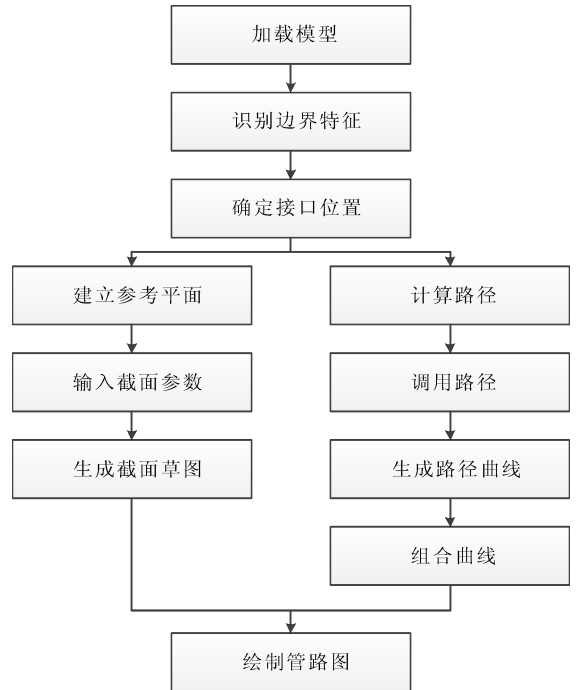 加载模型
识别边界特征
确定接口位置
建立参考平面
计算路径
输入截面参数
调用路径
生成截面草图
生成路径曲线
组合曲线
绘制管路图